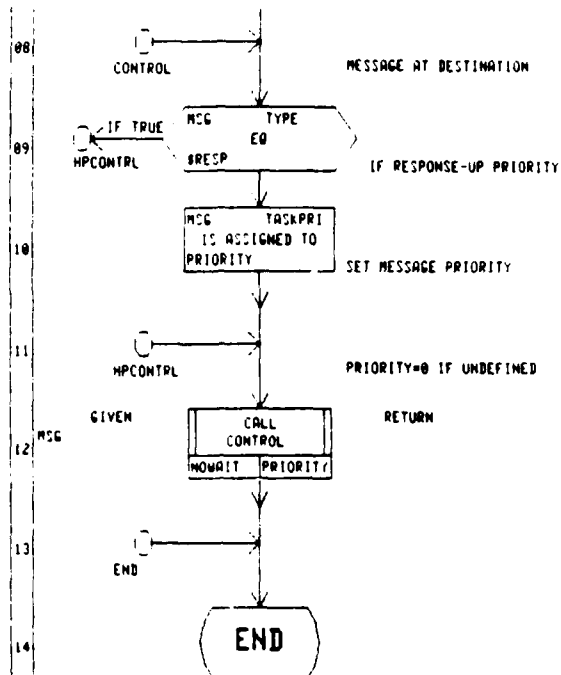 08
CONTROL
MESSAGE AT DESTINATION
MSG TYPE
IF TRUE
EQ
09
HPCONTRL
$RESP
IF RESPONSE-UP PRIORITY
MSG TASKPRI
IS ASSIGNED TO
10
PRIORITY
SET MESSAGE PRIORITY
11
HPCONTRL
PRIORITY=0 IF UNDEFINED
GIVEN
RETURN
CALL
MSG
CONTROL
12
NOWAIT PRIORITY
13
END
END
14